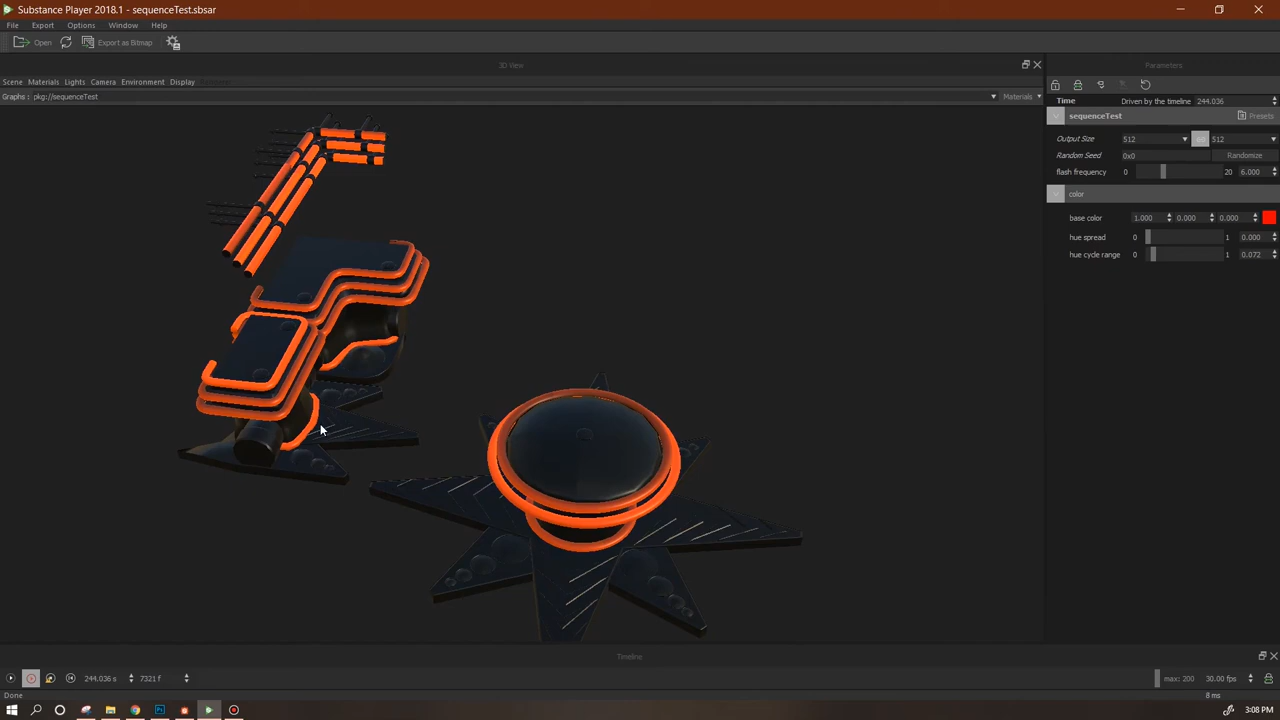 Substance Player 2018.1 - sequenceTest.sbsar
File Export Options Window Help
Open Export as Bitmap
3D View
Parameters
Scene Materials Lights Camera Environment Display
Graphs : pkg://sequenceTest Materials
Time Driven by the timeline 244.036
sequenceTest Presets
Output Size 512 512
Random Seed 0x0 Randomize
flash frequency 0 20 6.000
color
base color 1.000 0.000 0.000
hue spread 0 1 0.000
hue cycle range 0 1 0.072
Timeline
244.036 s 7321 f max: 200 30.00 fps
Done 8 ms
Ps 3:08 PM